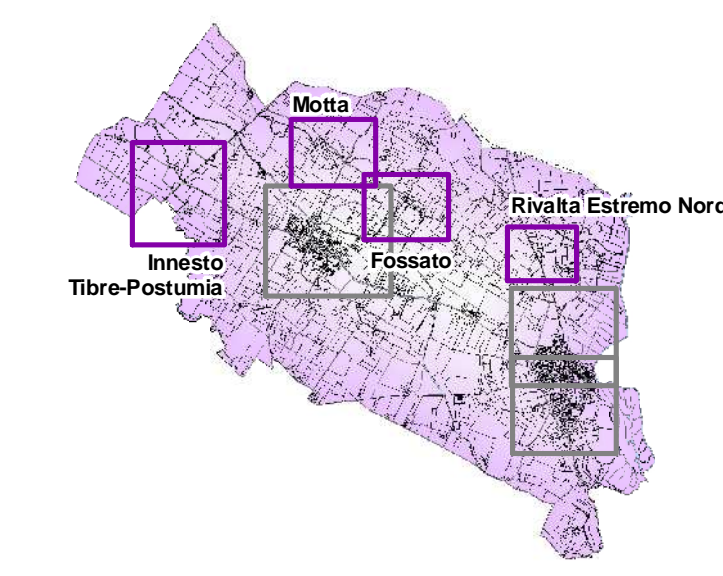 Motta
Rivalta Estremo Nord
Fossato
Innesto
Tibre-Postumia